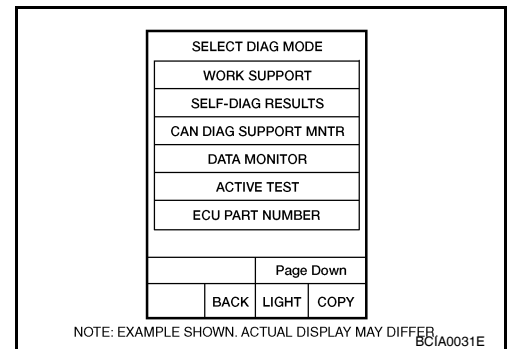 SELECT DIAG MODE
WORK SUPPORT
SELF-DIAG RESULTS
CAN DIAG SUPPORT MNTR
DATA MONITOR
ACTIVE TEST
ECU PART NUMBER
Page Down
BACK LIGHT COPY
NOTE: EXAMPLE SHOWN. ACTUAL DISPLAY MAY DIFFER.
BCIA0031E